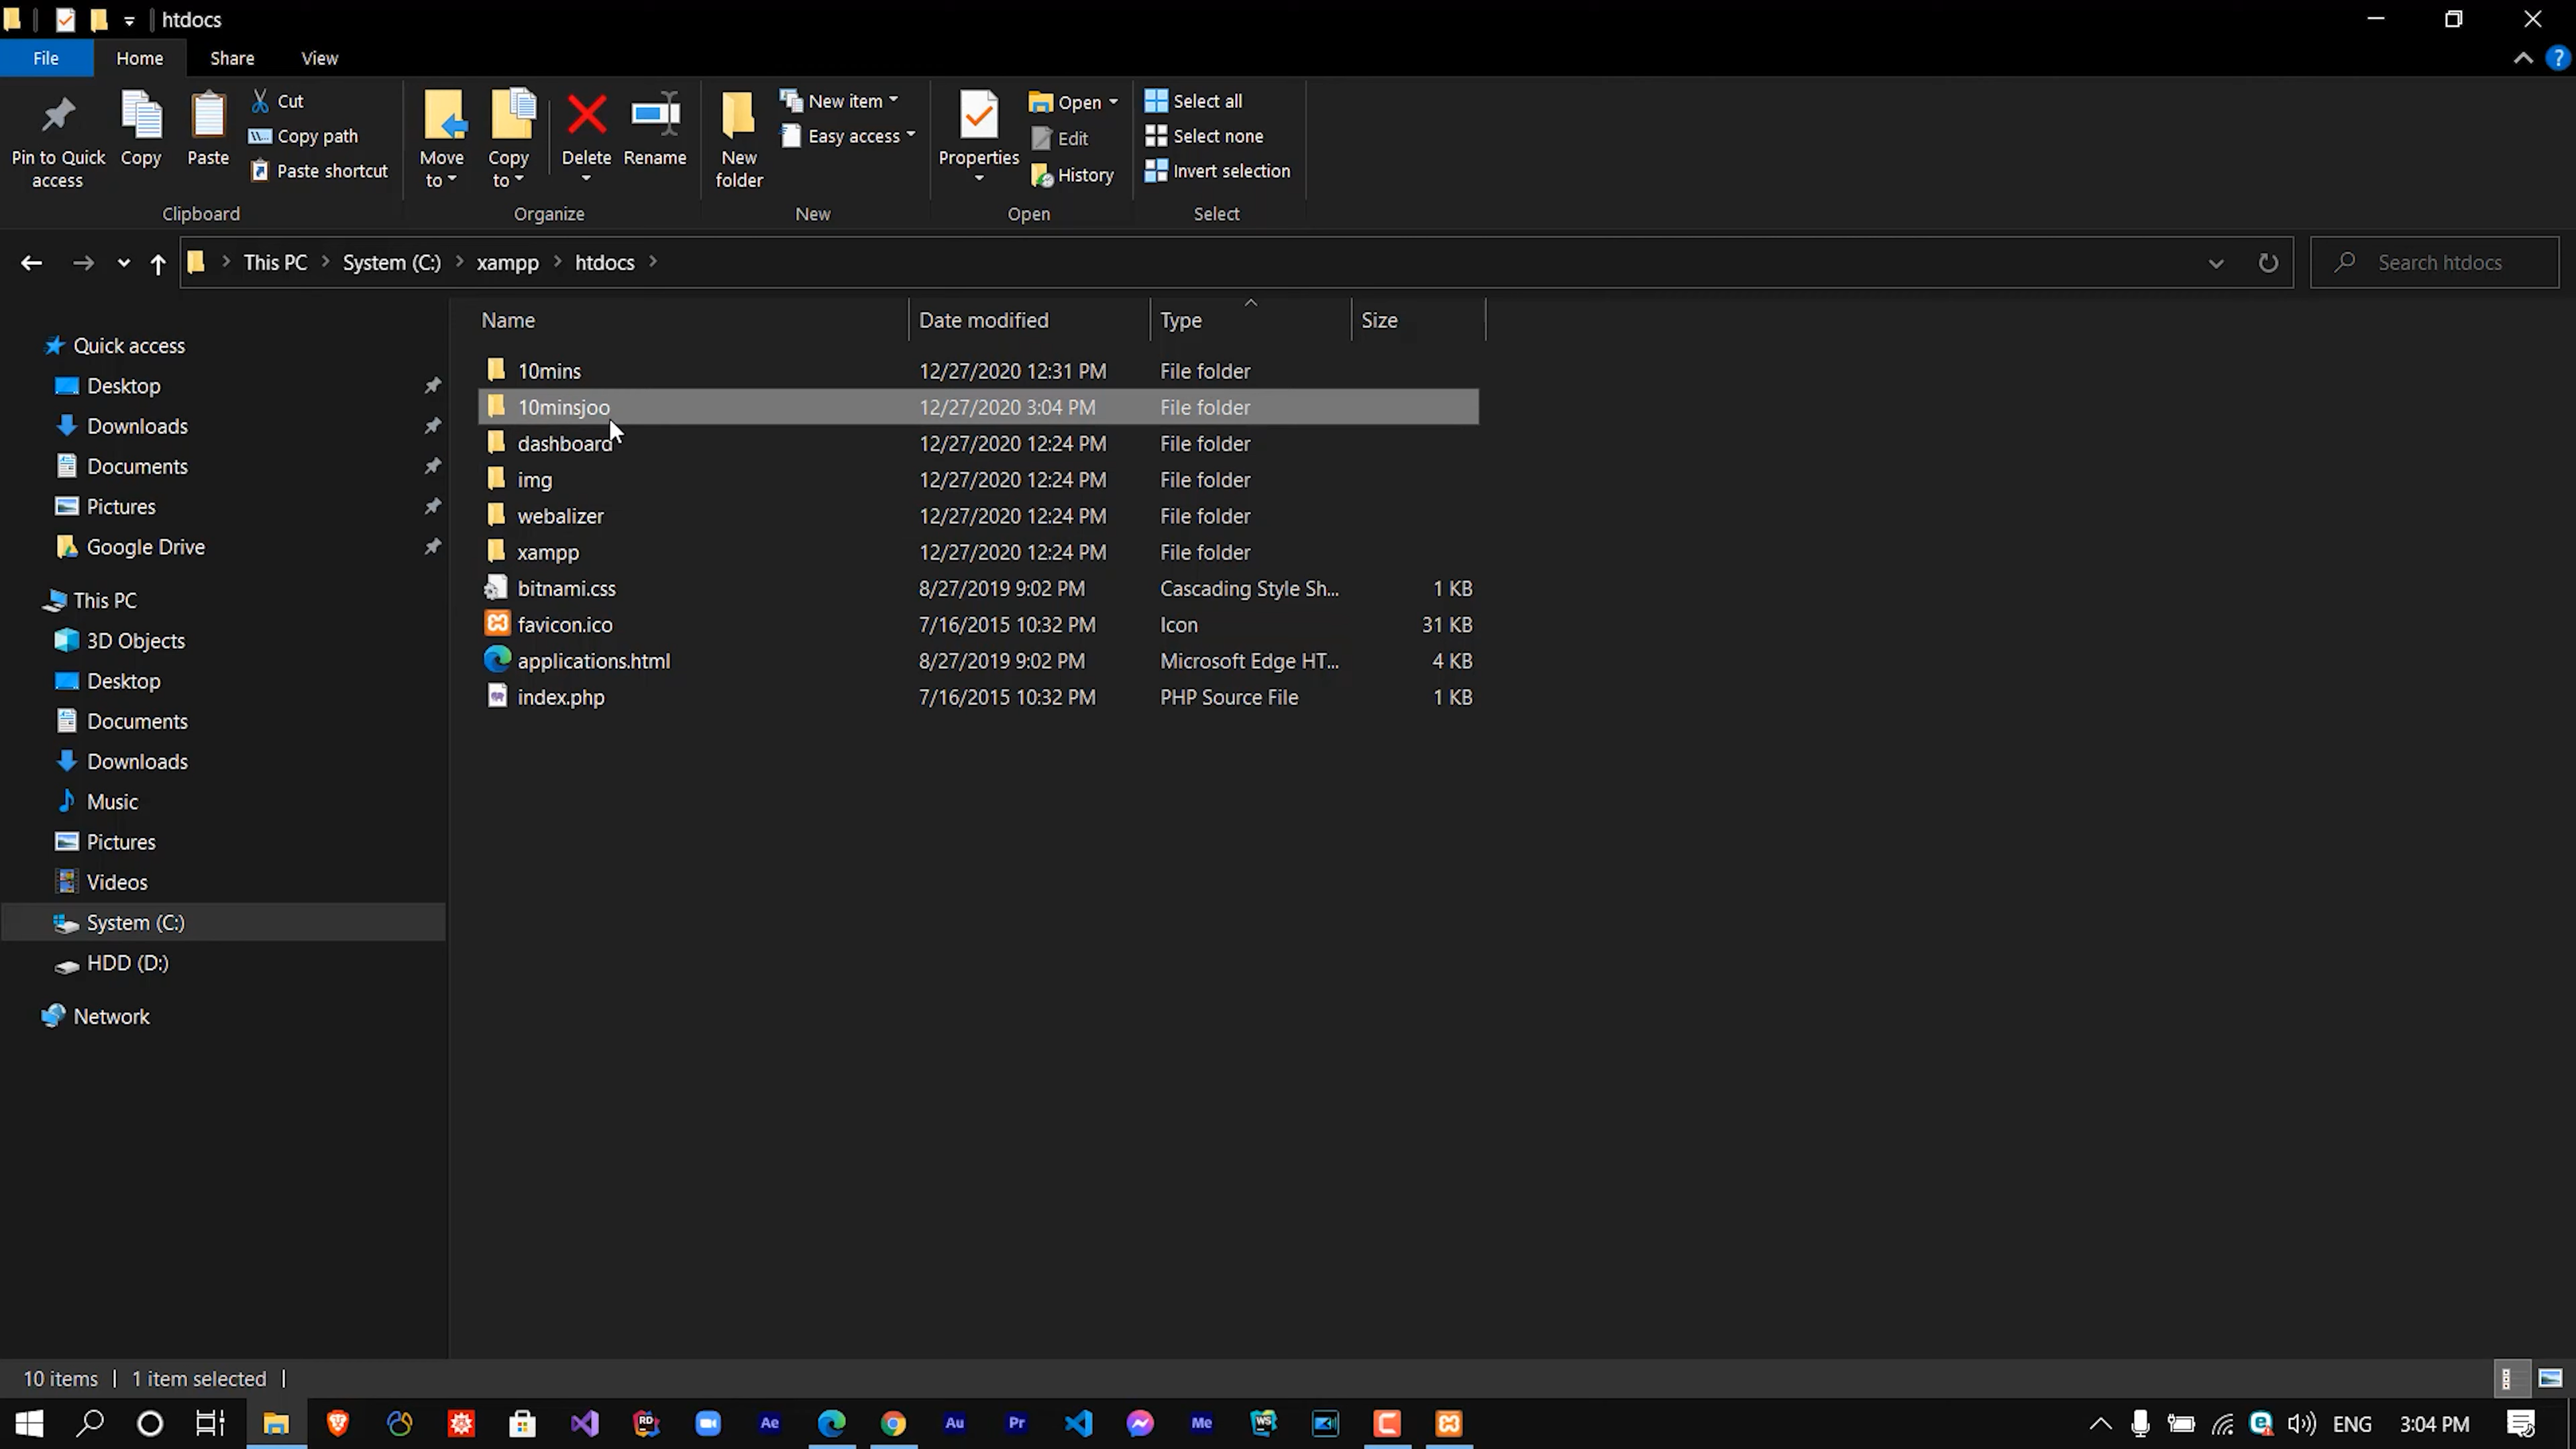 htdocs
File Home Share View
Pin to Quick access
Copy
Paste
Cut
Copy path
Paste shortcut
Clipboard
Move to
Copy to
Delete
Rename
Organize
New folder
New item
Easy access
New
Properties
Open
Edit
History
Open
Select all
Select none
Invert selection
Select
This PC System (C:) xampp htdocs
Search htdocs
Name Date modified Type Size
10mins 12/27/2020 12:31 PM File folder
10minsjoo 12/27/2020 3:04 PM File folder
dashboard 12/27/2020 12:24 PM File folder
img 12/27/2020 12:24 PM File folder
webalizer 12/27/2020 12:24 PM File folder
xampp 12/27/2020 12:24 PM File folder
bitnami.css 8/27/2019 9:02 PM Cascading Style Sh... 1 KB
favicon.ico 7/16/2015 10:32 PM Icon 31 KB
applications.html 8/27/2019 9:02 PM Microsoft Edge HT... 4 KB
index.php 7/16/2015 10:32 PM PHP Source File 1 KB
Quick access
Desktop
Downloads
Documents
Pictures
Google Drive
This PC
3D Objects
Desktop
Documents
Downloads
Music
Pictures
Videos
System (C:)
HDD (D:)
Network
10 items 1 item selected
RD Ae Au Pr Me WS ENG 3:04 PM